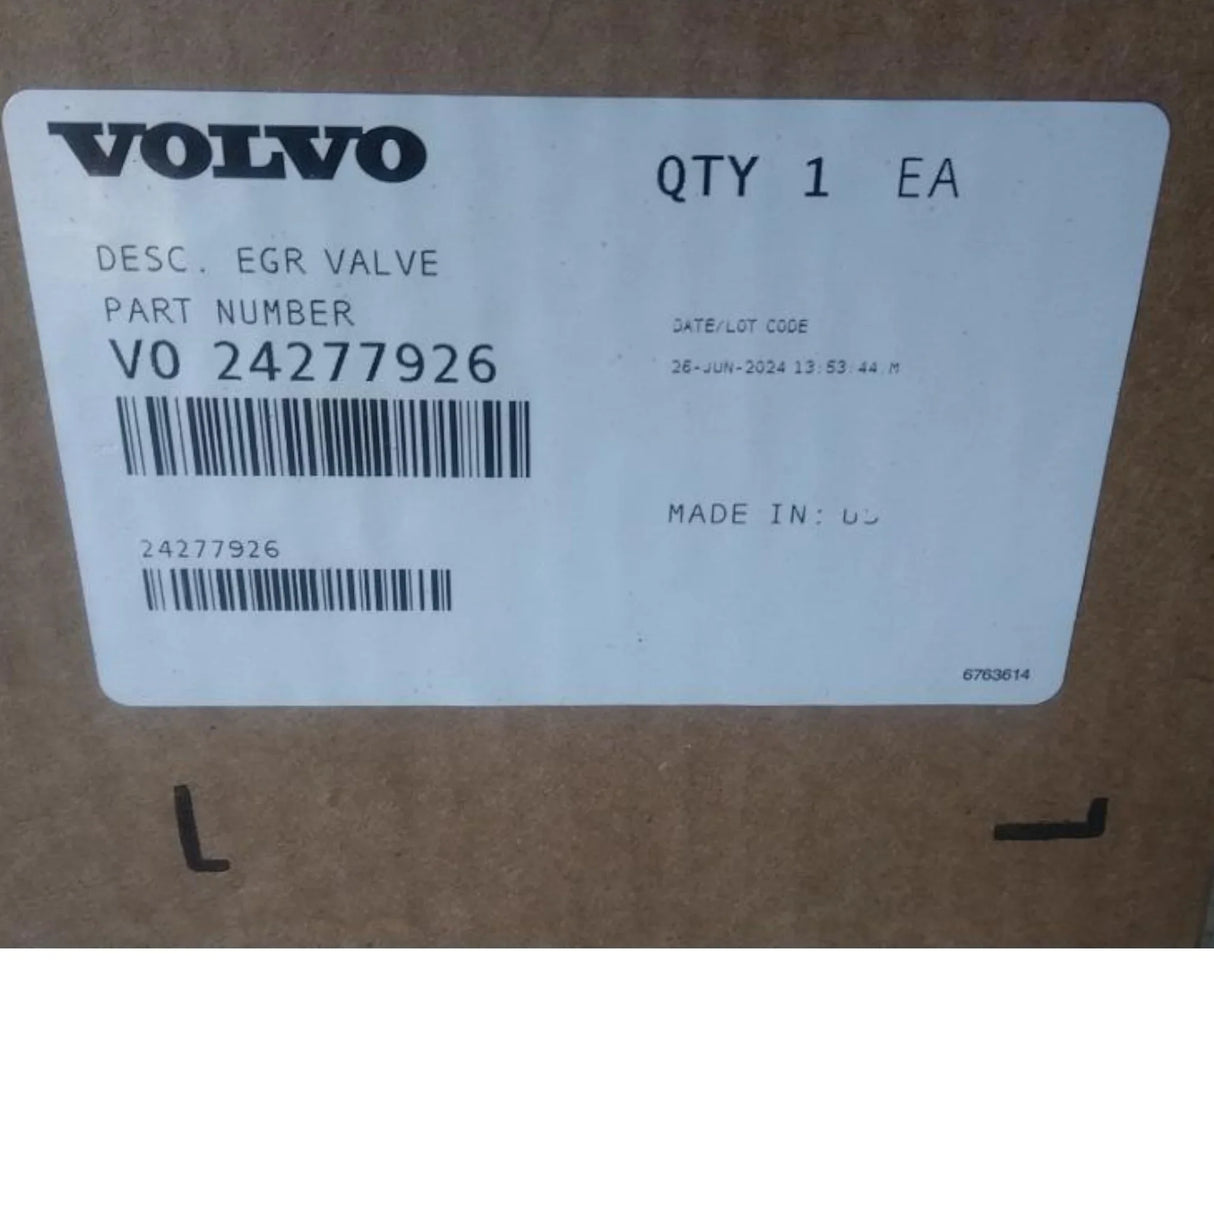 VOLVO
QTY 1 EA
DESC. EGR VALVE
PART NUMBER
VO 24277926
DATE/LOT CODE
26-JUN-2024 13:53:44 M
MADE IN:
24277926
6763614